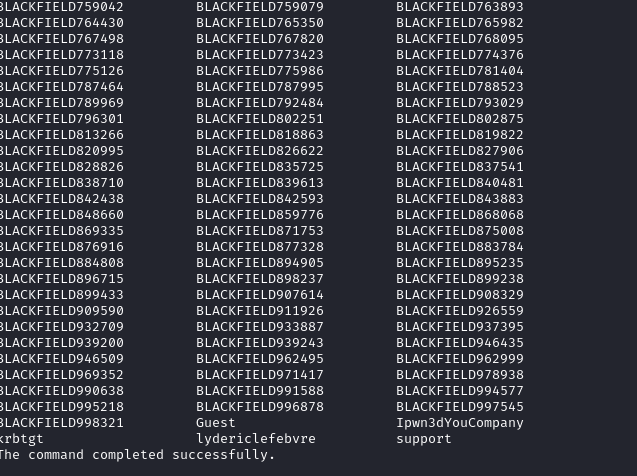 BLACKFIELD759042 BLACKFIELD759079 BLACKFIELD763893
BLACKFIELD764430 BLACKFIELD765350 BLACKFIELD765982
BLACKFIELD767498 BLACKFIELD767820 BLACKFIELD768095
BLACKFIELD773118 BLACKFIELD773423 BLACKFIELD774376
BLACKFIELD775126 BLACKFIELD775986 BLACKFIELD781404
BLACKFIELD787464 BLACKFIELD787995 BLACKFIELD788523
BLACKFIELD789969 BLACKFIELD792484 BLACKFIELD793029
BLACKFIELD796301 BLACKFIELD802251 BLACKFIELD802875
BLACKFIELD813266 BLACKFIELD818863 BLACKFIELD819822
BLACKFIELD820995 BLACKFIELD826622 BLACKFIELD827906
BLACKFIELD828826 BLACKFIELD835725 BLACKFIELD837541
BLACKFIELD838710 BLACKFIELD839613 BLACKFIELD840481
BLACKFIELD842438 BLACKFIELD842593 BLACKFIELD843883
BLACKFIELD848660 BLACKFIELD859776 BLACKFIELD868068
BLACKFIELD869335 BLACKFIELD871753 BLACKFIELD875008
BLACKFIELD876916 BLACKFIELD877328 BLACKFIELD883784
BLACKFIELD884808 BLACKFIELD894905 BLACKFIELD895235
BLACKFIELD896715 BLACKFIELD898237 BLACKFIELD899238
BLACKFIELD899433 BLACKFIELD907614 BLACKFIELD908329
BLACKFIELD909590 BLACKFIELD911926 BLACKFIELD926559
BLACKFIELD932709 BLACKFIELD933887 BLACKFIELD937395
BLACKFIELD939200 BLACKFIELD939243 BLACKFIELD946435
BLACKFIELD946509 BLACKFIELD962495 BLACKFIELD962999
BLACKFIELD969352 BLACKFIELD971417 BLACKFIELD978938
BLACKFIELD990638 BLACKFIELD991588 BLACKFIELD994577
BLACKFIELD995218 BLACKFIELD996878 BLACKFIELD997545
BLACKFIELD998321 Guest Ipwn3dYouCompany
krbtgt lydericlefebvre support
The command completed successfully.